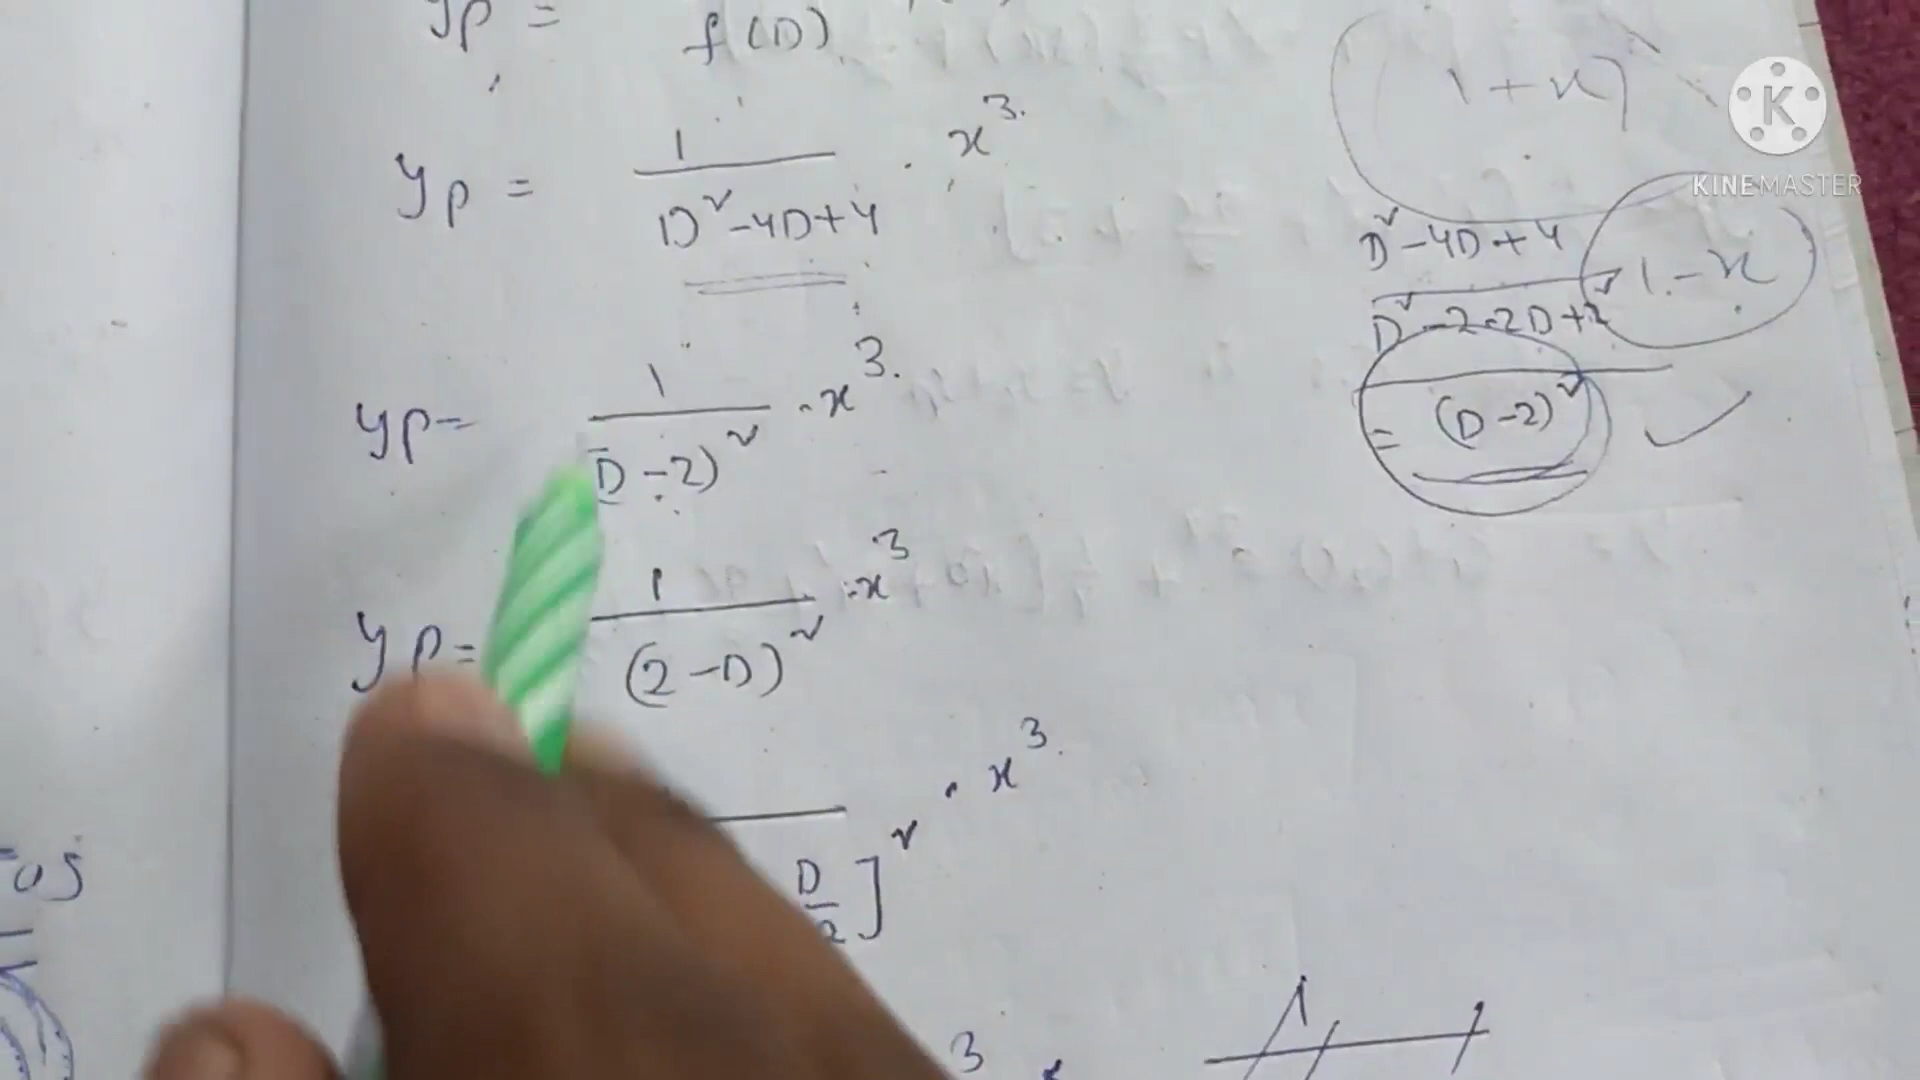 yp =
f(D)
yp = 1 / D² - 4D + 4 . x³.
yp = 1 / (D - 2)² . x³.
yp = 1 / (2 - D)² . x³
D/2]² . x³.
3
1 + x
D² - 4D + 4
D² - 2.2D + 2²
= (D - 2)²
1 - x
KINEMASTER